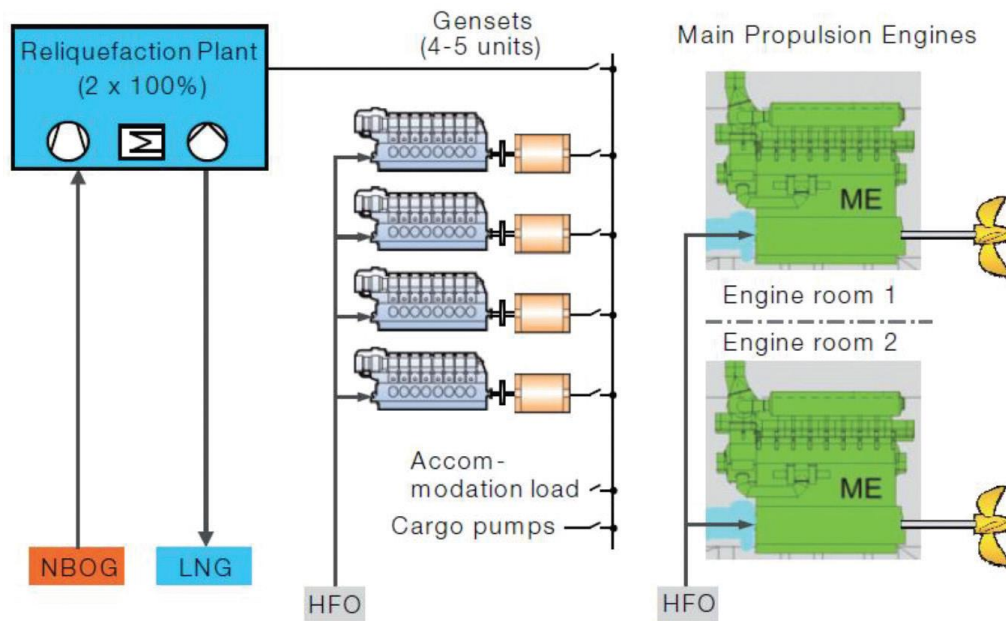 Reliquefaction Plant
(2 x 100%)
Gensets
(4-5 units)
Main Propulsion Engines
ME
Engine room 1
Engine room 2
ME
Accom-
modation load
Cargo pumps
NBOG
LNG
HFO
HFO